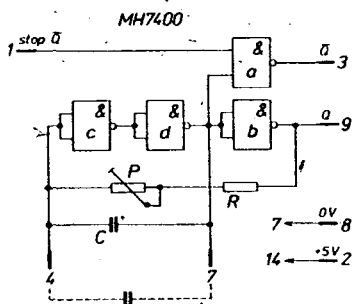 MH7400
1 stop Q̅ & a Q̅ 3
& c & d & b Q 9
P
R
C
7 0V 8
14 +5V 2
4 7